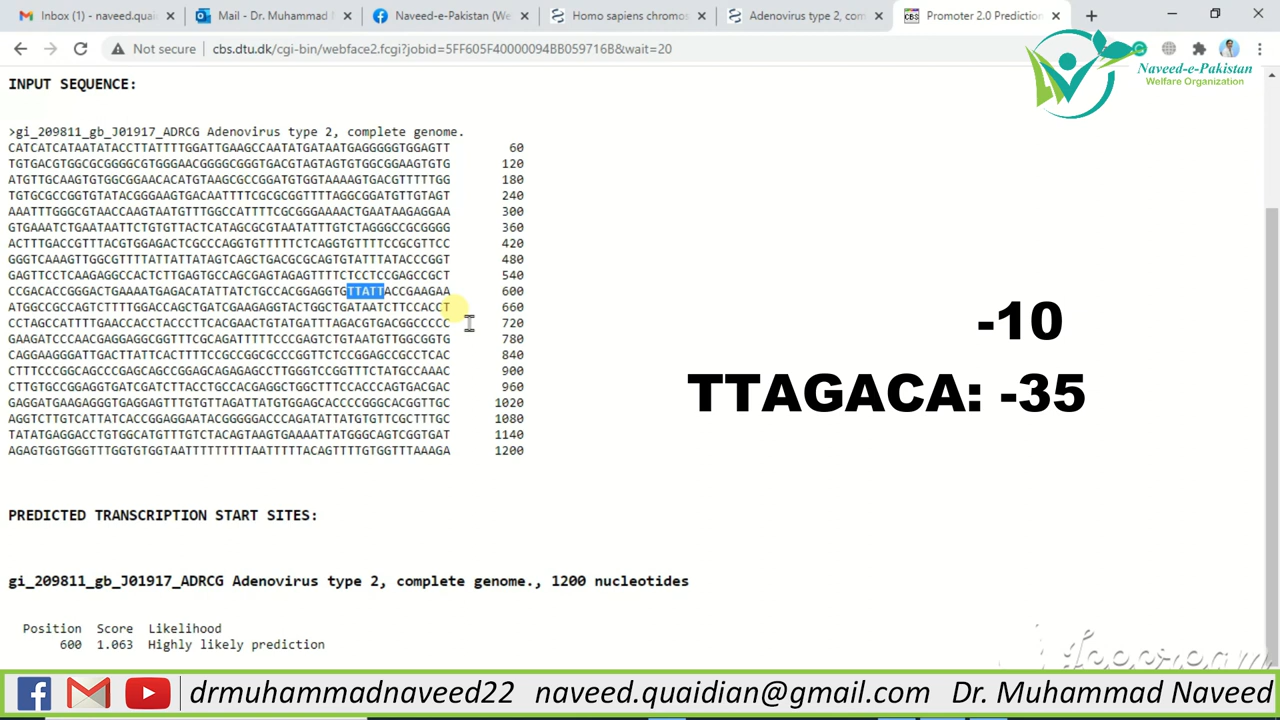 Inbox (1) - naveed.quai
Mail - Dr. Muhammad N
Naveed-e-Pakistan (We
Homo sapiens chromos
Adenovirus type 2, com
Promoter 2.0 Prediction
Not secure
cbs.dtu.dk/cgi-bin/webface2.fcgi?jobid=5FF605F40000094BB059716B&wait=20
Naveed-e-Pakistan
Welfare Organization
INPUT SEQUENCE:
>gi_209811_gb_J01917_ADRCG Adenovirus type 2, complete genome.
CATCATCATAATATACCTTATTTTGGATTGAAGCCAATATGATAATGAGGGGGTGGAGTT 60
TGTGACGTGGCGCGGGGCGTGGGAACGGGGCGGGTGACGTAGTAGTGTGGCGGAAGTGTG 120
ATGTTGCAAGTGTGGCGGAACACATGTAAGCGCCGGATGTGGTAAAAGTGACGTTTTTGG 180
TGTGCGCCGGTGTATACGGGAAGTGACAATTTTCGCGCGGTTTTAGGCGGATGTTGTAGT 240
AAATTTGGGCGTAACCAAGTAATGTTTGGCCATTTTCGCGGGAAAACTGAATAAGAGGAA 300
GTGAAATCTGAATAATTCTGTGTTACTCATAGCGCGTAATATTTGTCTAGGGCCGCGGGG 360
ACTTTGACCGTTTACGTGGAGACTCGCCCAGGTGTTTTTCTCAGGTGTTTTCCGCGTTCC 420
GGGTCAAAGTTGGCGTTTTATTATTATAGTCAGCTGACGCGCAGTGTATTTATACCCGGT 480
GAGTTCCTCAAGAGGCCACTCTTGAGTGCCAGCGAGTAGAGTTTTCTCCTCCGAGCCGCT 540
CCGACACCGGGACTGAAAATGAGACATATTATCTGCCACGGAGGTGTTATTACCGAAGAA 600
ATGGCCGCCAGTCTTTTGGACCAGCTGATCGAAGAGGTACTGGCTGATAATCTTCCACCT 660
CCTAGCCATTTTGAACCACCTACCCTTCACGAACTGTATGATTTAGACGTGACGGCCCCC 720
GAAGATCCCAACGAGGAGGCGGTTTCGCAGATTTTTCCCGAGTCTGTAATGTTGGCGGTG 780
CAGGAAGGGATTGACTTATTCACTTTTCCGCCGGCGCCCGGTTCTCCGGAGCCGCCTCAC 840
CTTTCCCGGCAGCCCGAGCAGCCGGAGCAGAGAGCCTTGGGTCCGGTTTCTATGCCAAAC 900
CTTGTGCCGGAGGTGATCGATCTTACCTGCCACGAGGCTGGCTTTCCACCCAGTGACGAC 960
GAGGATGAAGAGGGTGAGGAGTTTGTGTTAGATTATGTGGAGCACCCCGGGCACGGTTGC 1020
AGGTCTTGTCATTATCACCGGAGGAATACGGGGGACCCAGATATTATGTGTTCGCTTTGC 1080
TATATGAGGACCTGTGGCATGTTTGTCTACAGTAAGTGAAAATTATGGGCAGTCGGTGAT 1140
AGAGTGGTGGGTTTGGTGTGGTAATTTTTTTTTAATTTTTACAGTTTTGTGGTTTAAAGA 1200
-10
TTAGACA: -35
PREDICTED TRANSCRIPTION START SITES:
gi_209811_gb_J01917_ADRCG Adenovirus type 2, complete genome., 1200 nucleotides
Position Score Likelihood
600 1.063 Highly likely prediction
drmuhammadnaveed22 naveed.quaidian@gmail.com Dr. Muhammad Naveed